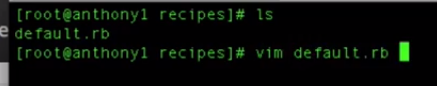 [root@anthony1 recipes]# ls
default.rb
[root@anthony1 recipes]# vim default.rb